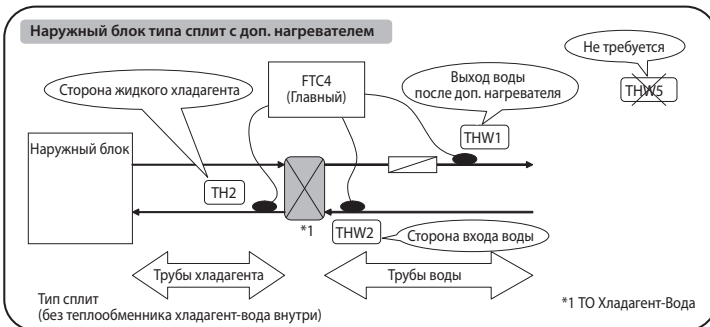 Наружный блок типа сплит с доп. нагревателем
Не требуется
THW5
FTC4
(Главный)
Выход воды
после доп. нагревателя
THW1
Сторона жидкого хладагента
Наружный блок
TH2
*1
THW2
Сторона входа воды
Трубы хладагента
Трубы воды
Тип сплит
(без теплообменника хладагент-вода внутри)
*1 ТО Хладагент-Вода